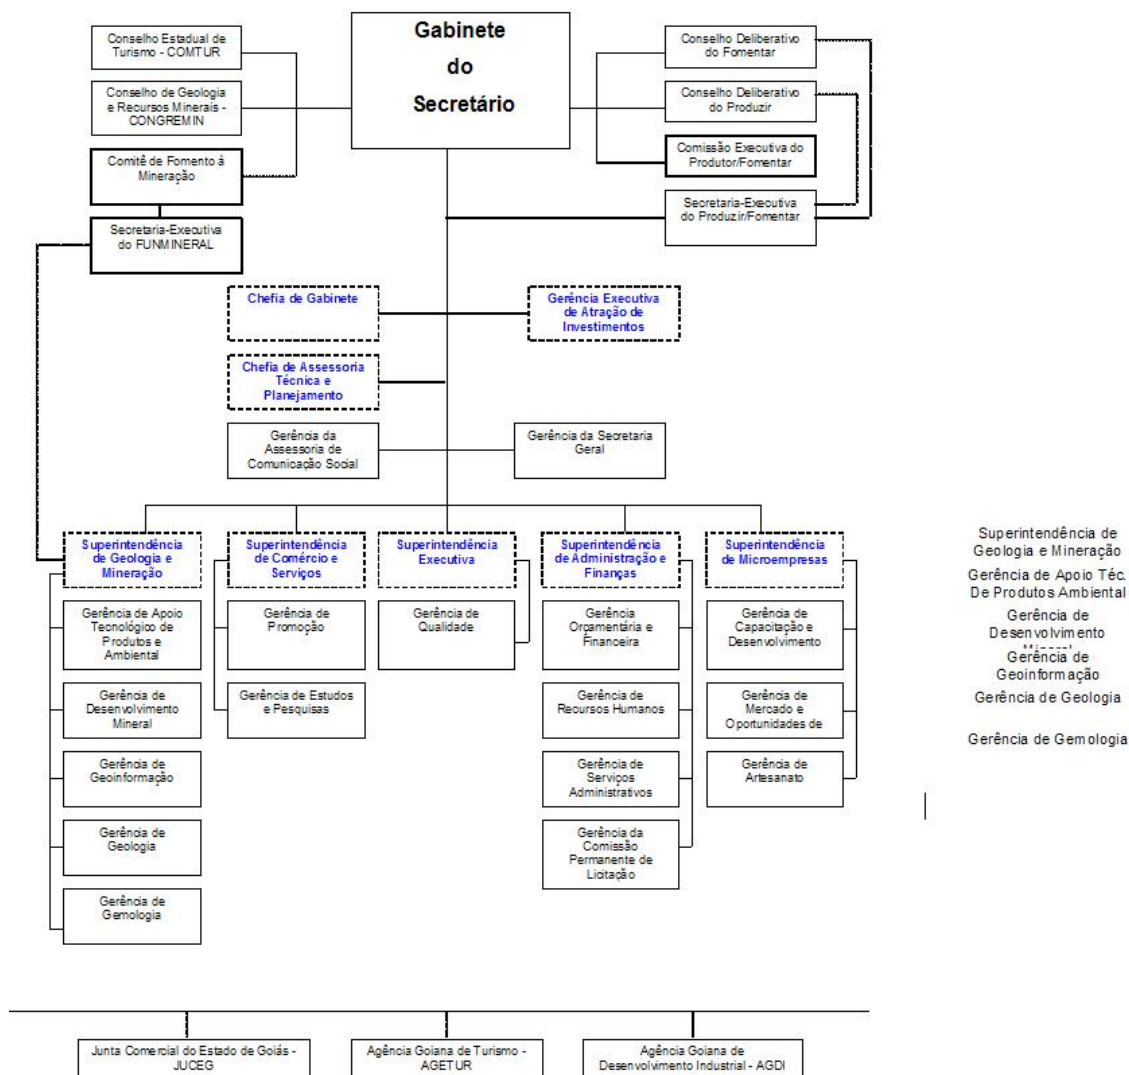 Gabinete
do
Secretário
Conselho Estadual de
Turismo - COMTUR
Conselho de Geologia
e Recursos Minerais -
CONGREMIN
Comitê de Fomento à
Mineração
Secretaria-Executiva
do FUNMINERAL
Conselho Deliberativo
do Fomentar
Conselho Deliberativo
do Produzir
Comissão Executiva do
Produtor/Fomentar
Secretaria-Executiva
do Produzir/Fomentar
Chefia de Gabinete
Gerência Executiva
de Atração de
Investimentos
Chefia de Assessoria
Técnica e
Planejamento
Gerência da
Assessoria de
Comunicação Social
Gerência da Secretaria
Geral
Superintendência
de Geologia e
Mineração
Gerência de Apoio
Tecnológico de
Produtos e
Ambiental
Gerência de
Desenvolvimento
Mineral
Gerência de
Geoinformação
Gerência de
Geologia
Gerência de
Gemologia
Superintendência
de Comércio e
Serviços
Gerência de
Promoção
Gerência de Estudos
e Pesquisas
Superintendência
Executiva
Gerência de
Qualidade
Superintendência
de Administração e
Finanças
Gerência
Orçamentária e
Financeira
Gerência de
Recursos Humanos
Gerência de
Serviços
Administrativos
Gerência da
Comissão
Permanente de
Licitação
Superintendência
de Microempresas
Gerência de
Capacitação e
Desenvolvimento
Gerência de
Mercado e
Oportunidades de
Gerência de
Artesanato
Superintendência de
Geologia e Mineração
Gerência de Apoio Téc.
De Produtos Ambiental
Gerência de
Desenvolvimento
Gerência de
Geoinformação
Gerência de Geologia
Gerência de Gemologia
Junta Comercial do Estado de Goiás -
JUCEG
Agência Goiana de Turismo -
AGETUR
Agência Goiana de
Desenvolvimento Industrial - AGDI